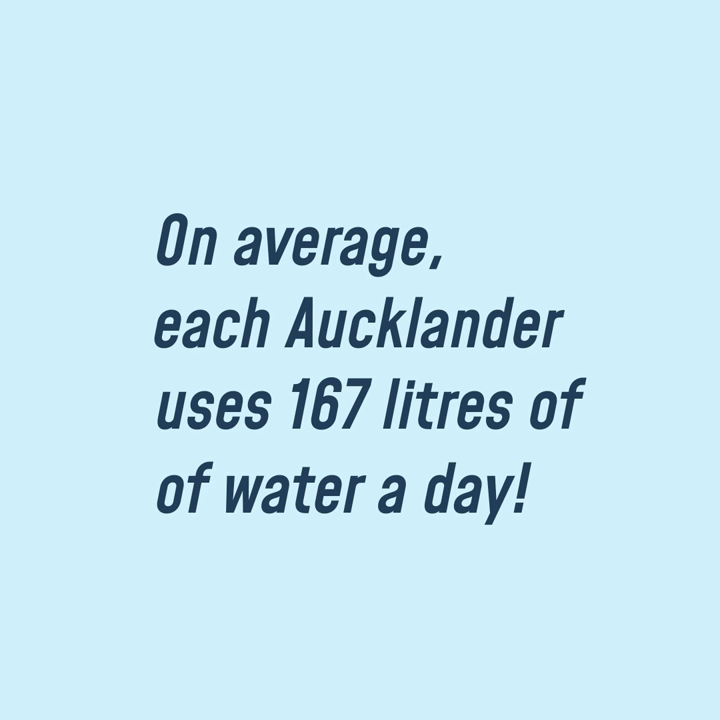 On average,
each Aucklander
uses 167 litres of
of water a day!